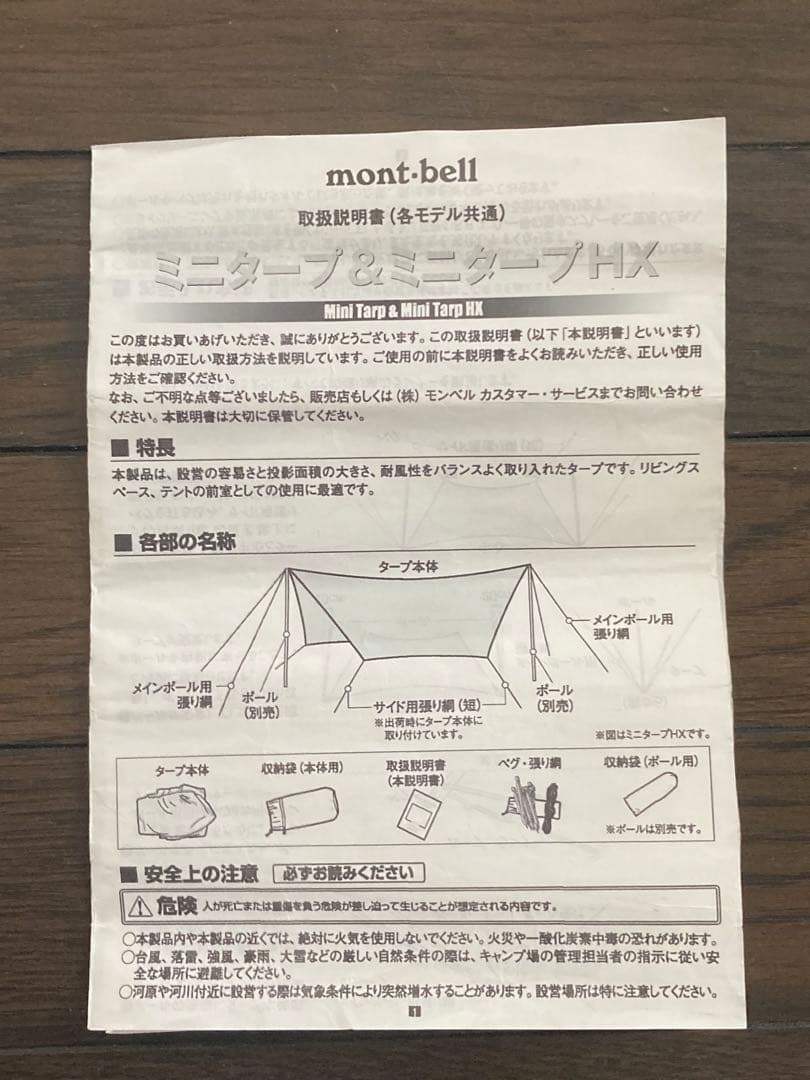 mont·bell
取扱説明書（各モデル共通）
ミニタープ＆ミニタープHX
Mini Tarp & Mini Tarp HX
この度はお買いあげいただき、誠にありがとうございます。この取扱説明書（以下「本説明書」といいます）
は本製品の正しい取扱方法を説明しています。ご使用の前に本説明書をよくお読みいただき、正しい使用
方法をご確認ください。
なお、ご不明な点等ございましたら、販売店もしくは（株）モンベル カスタマー・サービスまでお問い合わせ
ください。本説明書は大切に保管してください。
■ 特長
本製品は、設営の容易さと投影面積の大きさ、耐風性をバランスよく取り入れたタープです。リビングス
ペース、テントの前室としての使用に最適です。
■ 各部の名称
タープ本体
メインポール用
張り綱
メインポール用
張り綱
ポール
（別売）
サイド用張り綱（短）
※出荷時にタープ本体に
取り付けています。
ポール
（別売）
※図はミニタープHXです。
タープ本体
収納袋（本体用）
取扱説明書
（本説明書）
ペグ・張り綱
収納袋（ポール用）
※ポールは別売です。
■ 安全上の注意 必ずお読みください
危険 人が死亡または重傷を負う危険が差し迫って生じることが想定される内容です。
○本製品内や本製品の近くでは、絶対に火気を使用しないでください。火災や一酸化炭素中毒の恐れがあります。
○台風、落雷、強風、豪雨、大雪などの厳しい自然条件の際は、キャンプ場の管理担当者の指示に従い安
全な場所に避難してください。
○河原や河川付近に設営する際は気象条件により突然増水することがあります。設営場所は特に注意してください。
1